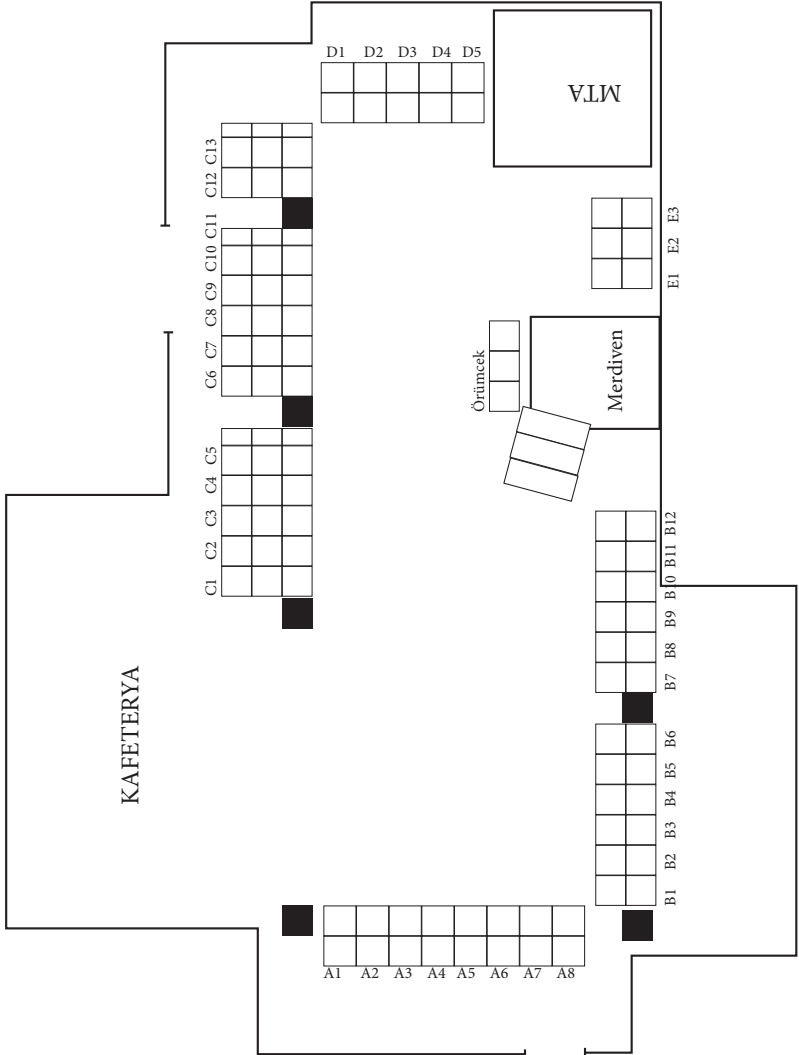 D1 D2 D3 D4 D5
MTA
C13
C12
C11
C10
C9
C8
C7
C6
C5
C4
C3
C2
C1
E3
E2
E1
Örümcek
Merdiven
B12
B11
B10
B9
B8
B7
B6
B5
B4
B3
B2
B1
KAFETERYA
A1 A2 A3 A4 A5 A6 A7 A8